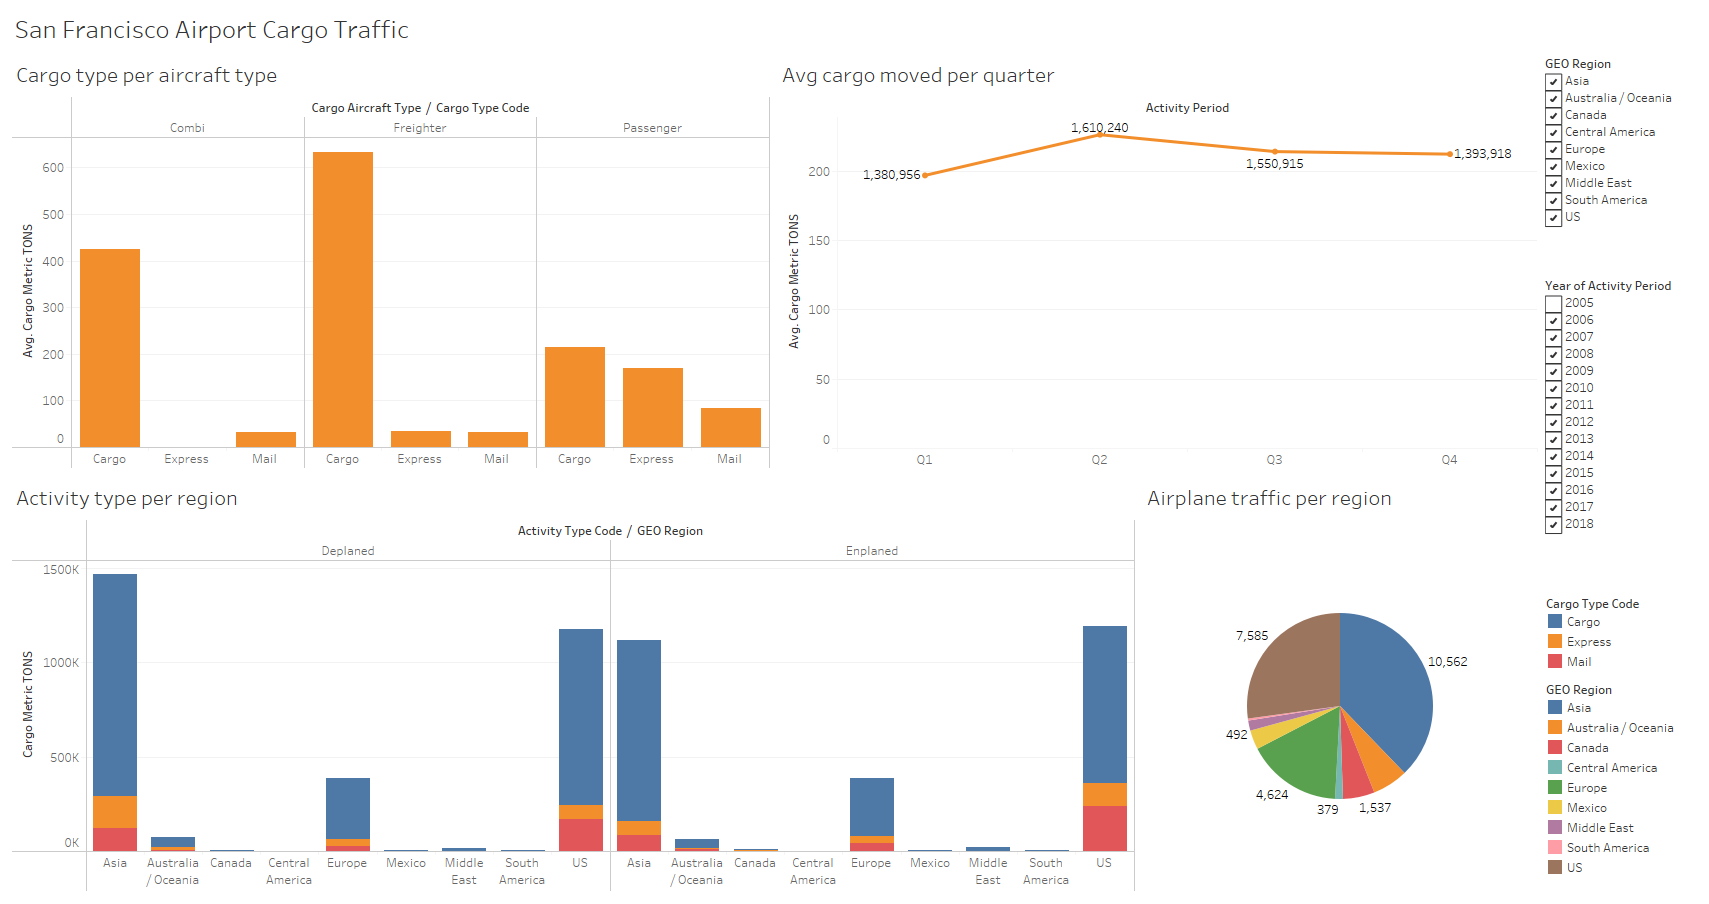 San Francisco Airport Cargo Traffic
Cargo type per aircraft type
Cargo Aircraft Type / Cargo Type Code
Combi Freighter Passenger
Avg. Cargo Metric TONS
600
500
400
300
200
100
0
Cargo Express Mail Cargo Express Mail Cargo Express Mail
Avg cargo moved per quarter
Activity Period
Avg. Cargo Metric TONS
200
150
100
50
0
1,380,956
1,610,240
1,550,915
1,393,918
Q1 Q2 Q3 Q4
GEO Region
Asia
Australia / Oceania
Canada
Central America
Europe
Mexico
Middle East
South America
US
Year of Activity Period
2005
2006
2007
2008
2009
2010
2011
2012
2013
2014
2015
2016
2017
2018
Activity type per region
Activity Type Code / GEO Region
Deplaned Enplaned
Cargo Metric TONS
1500K
1000K
500K
0K
Asia Australia Canada Central Europe Mexico Middle South US Asia Australia Canada Central Europe Mexico Middle South US
/ Oceania America East America / Oceania America East America
Airplane traffic per region
7,585
10,562
492
4,624
379
1,537
Cargo Type Code
Cargo
Express
Mail
GEO Region
Asia
Australia / Oceania
Canada
Central America
Europe
Mexico
Middle East
South America
US